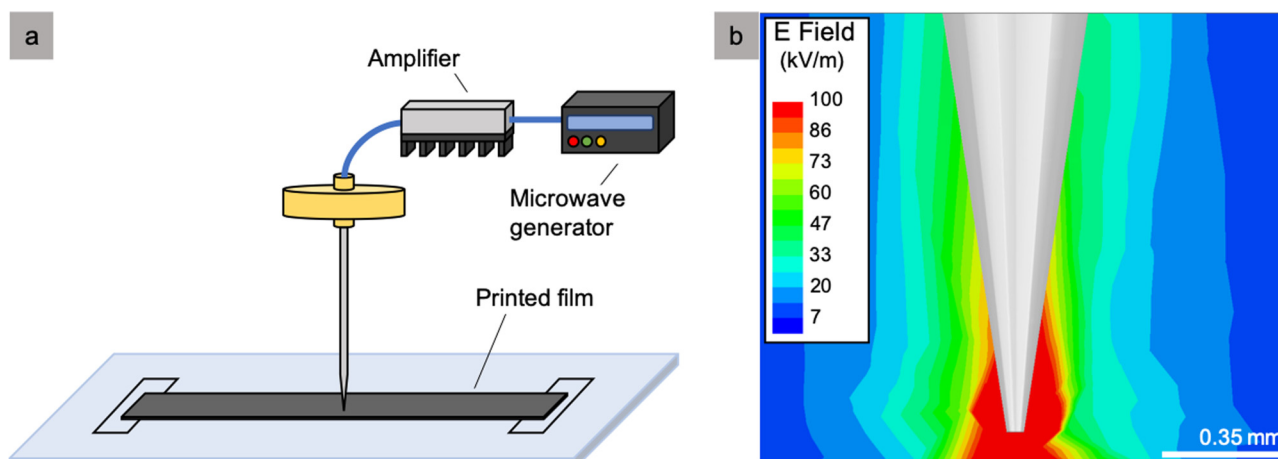 a
Amplifier
Microwave
generator
Printed film
b
E Field
(kV/m)
100
86
73
60
47
33
20
7
0.35 mm